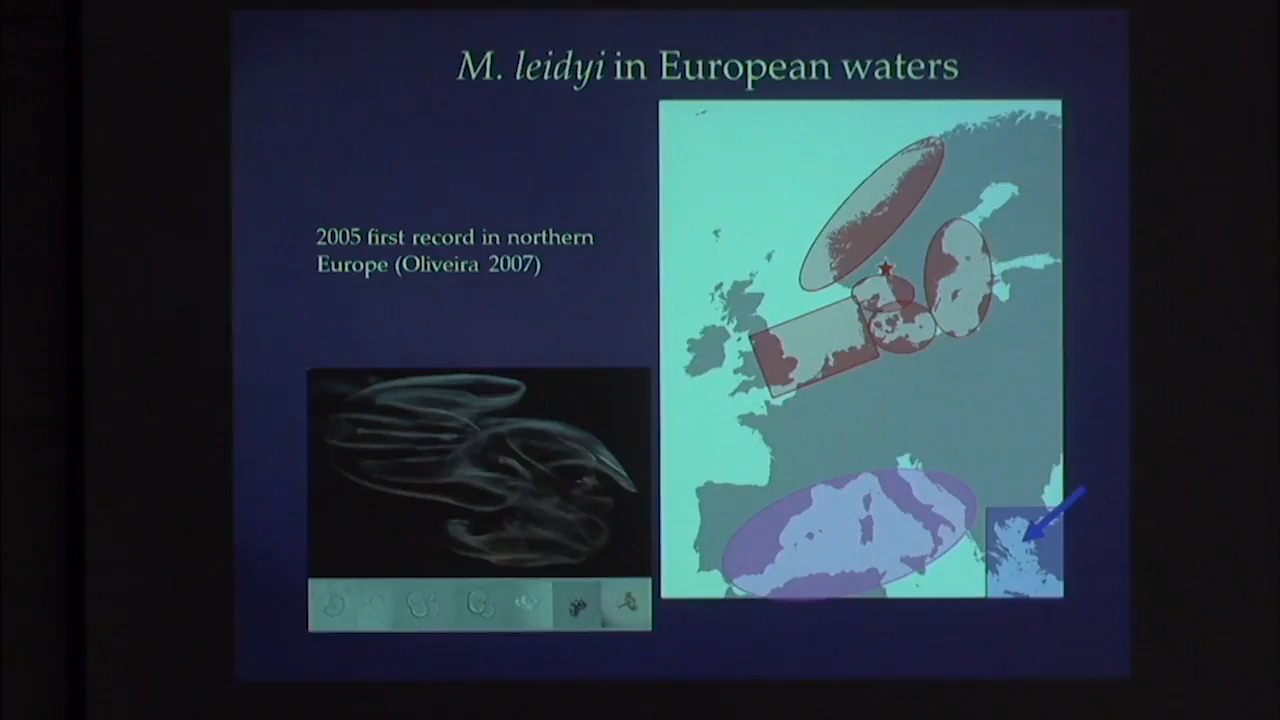 M. leidyi in European waters
2005 first record in northern
Europe (Oliveira 2007)